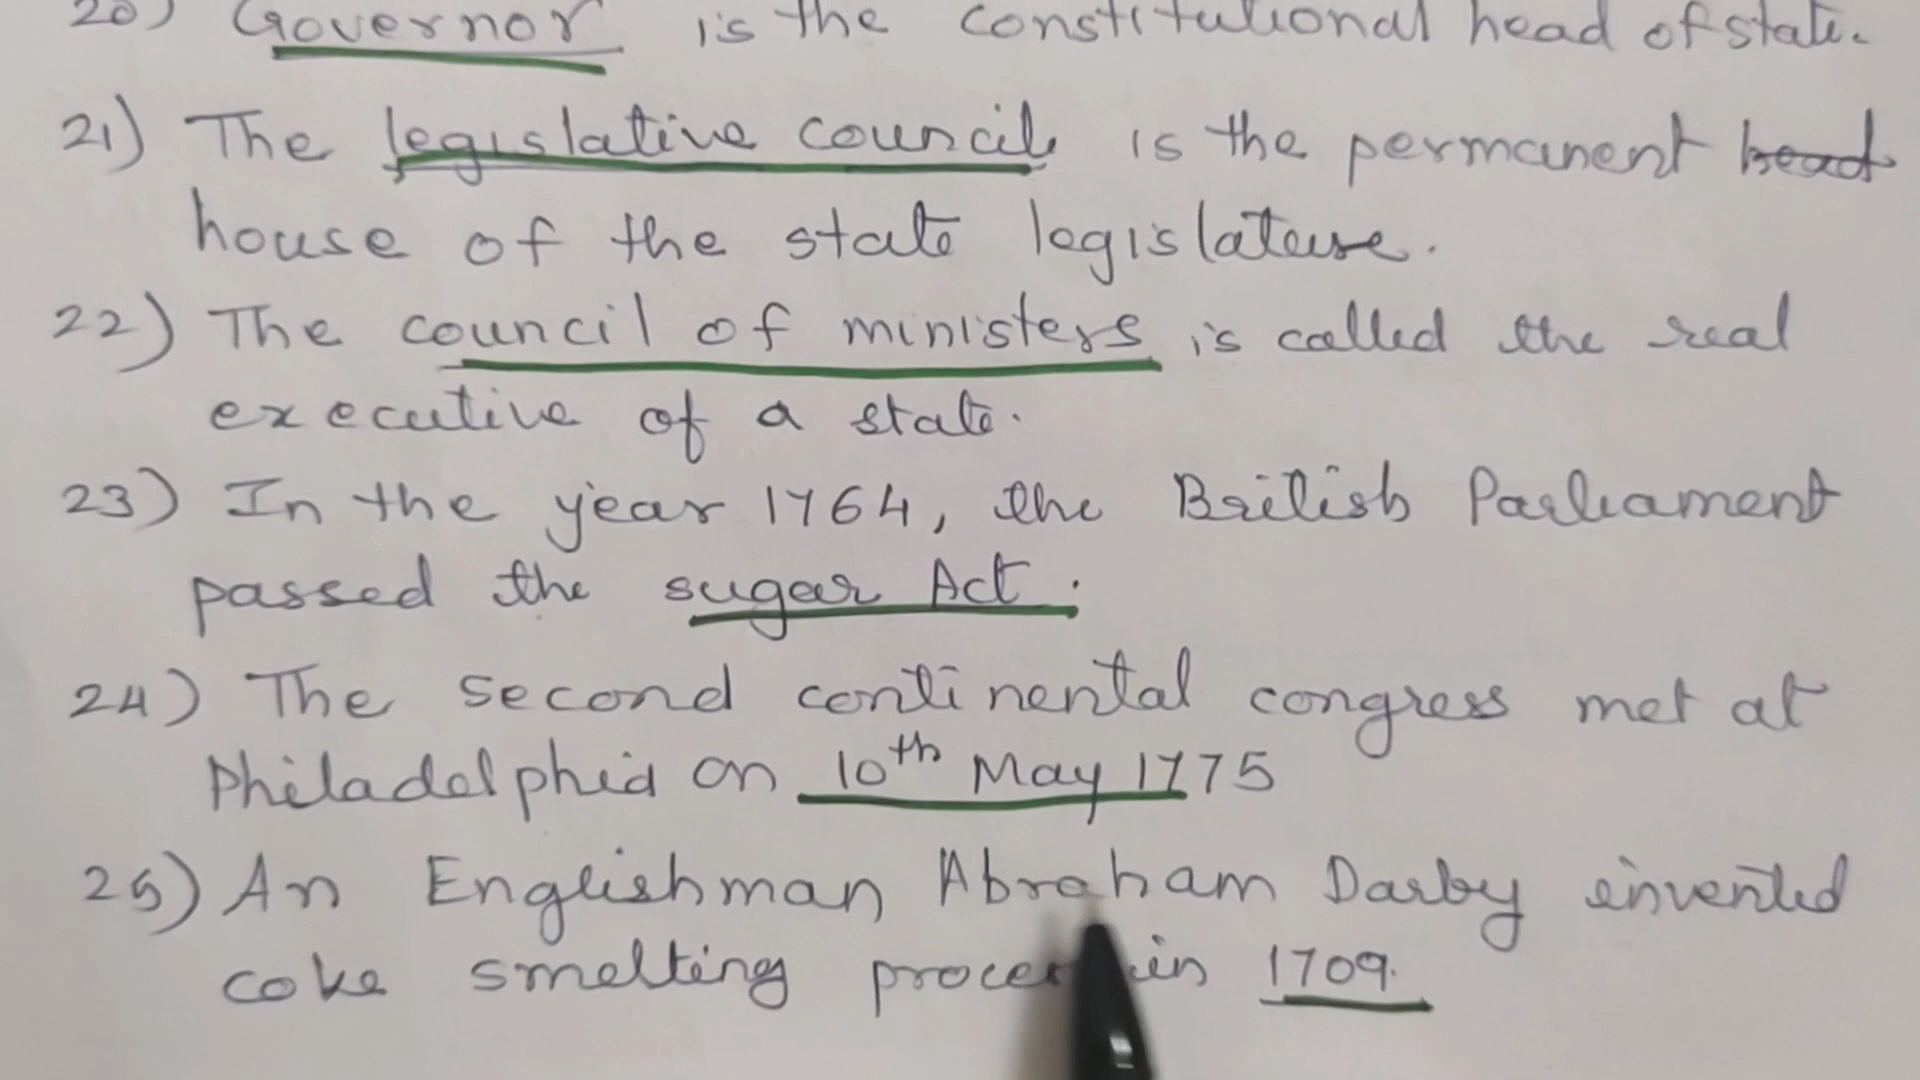 20) Governor is the constitutional head of state.
21) The legislative council is the permanent head
house of the state legislature.
22) The council of ministers is called the real
executive of a state.
23) In the year 1764, the British Parliament
passed the sugar Act.
24) The second continental congress met at
Philadelphia on 10th May 1775
25) An Englishman Abraham Darby invented
coke smelting process in 1709.